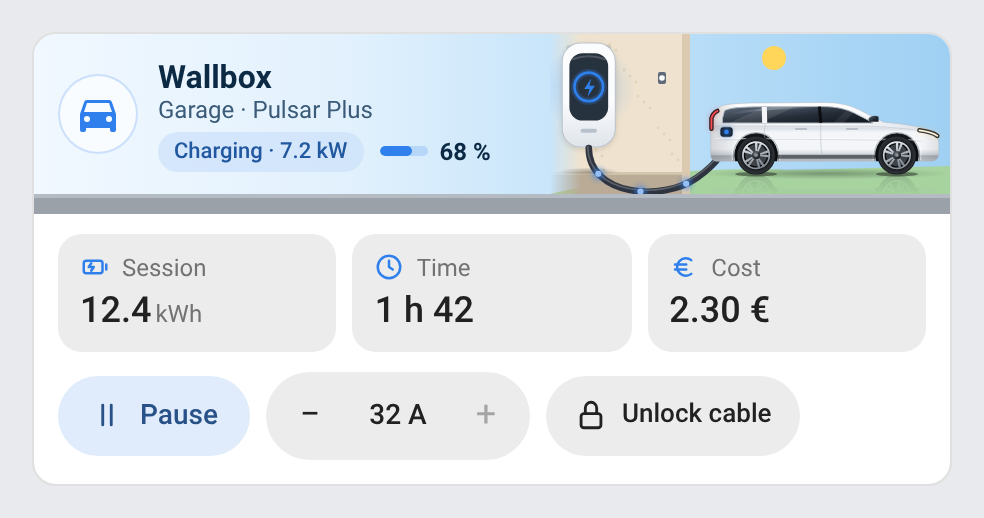 Wallbox
Garage · Pulsar Plus
Charging · 7.2 kW 68 %
Session
12.4 kWh
Time
1 h 42
Cost
2.30 €
Pause
− 32 A +
Unlock cable